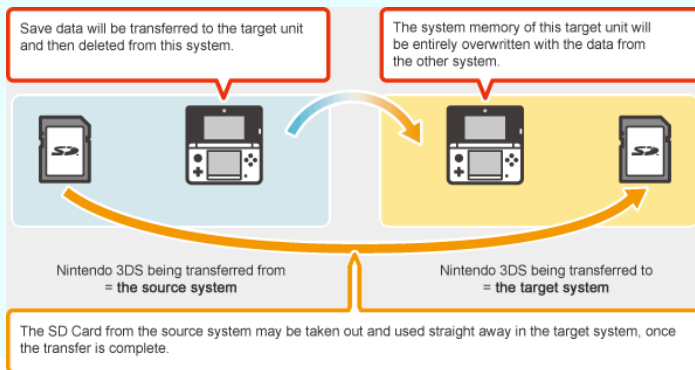 Save data will be transferred to the target unit
and then deleted from this system.
The system memory of this target unit will
be entirely overwritten with the data from
the other system.
SD
SD
Nintendo 3DS being transferred from
= the source system
Nintendo 3DS being transferred to
= the target system
The SD Card from the source system may be taken out and used straight away in the target system, once
the transfer is complete.